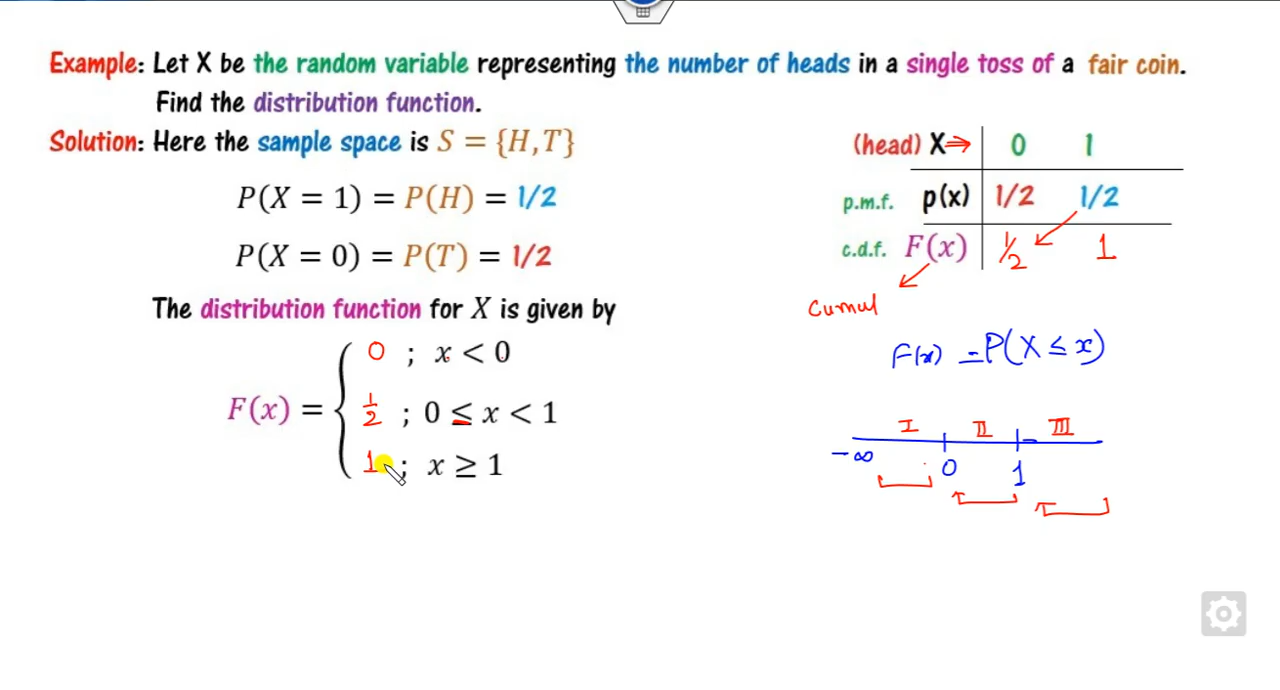 Example: Let X be the random variable representing the number of heads in a single toss of a fair coin.
Find the distribution function.
Solution: Here the sample space is S = {H, T}
P(X = 1) = P(H) = 1/2
P(X = 0) = P(T) = 1/2
The distribution function for X is given by
F(x) = { 0 ; x < 0
1/2 ; 0 ≤ x < 1
1 ; x ≥ 1
(head) X⇒ 0 1
p.m.f. p(x) 1/2 1/2
c.d.f. F(x) 1/2 1
Cumul
F(x) = P(X ≤ x)
I II III
-∞ 0 1